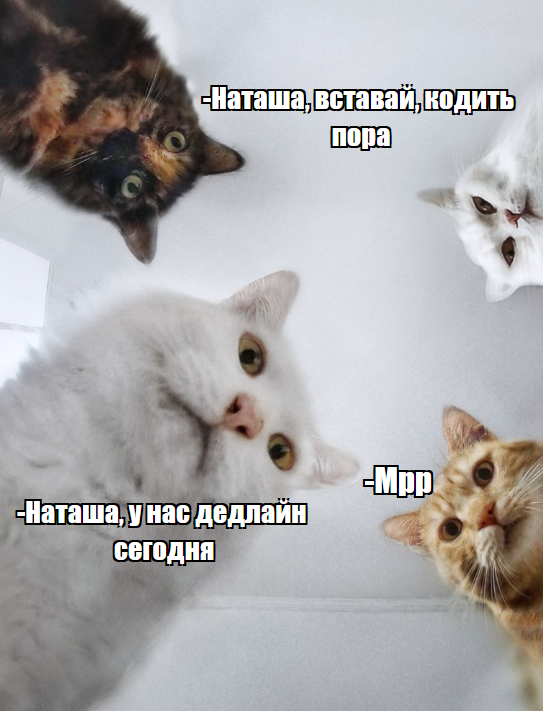 -Наташа, вставай, кодить
пора
-Мрр
-Наташа, у нас дедлайн
сегодня